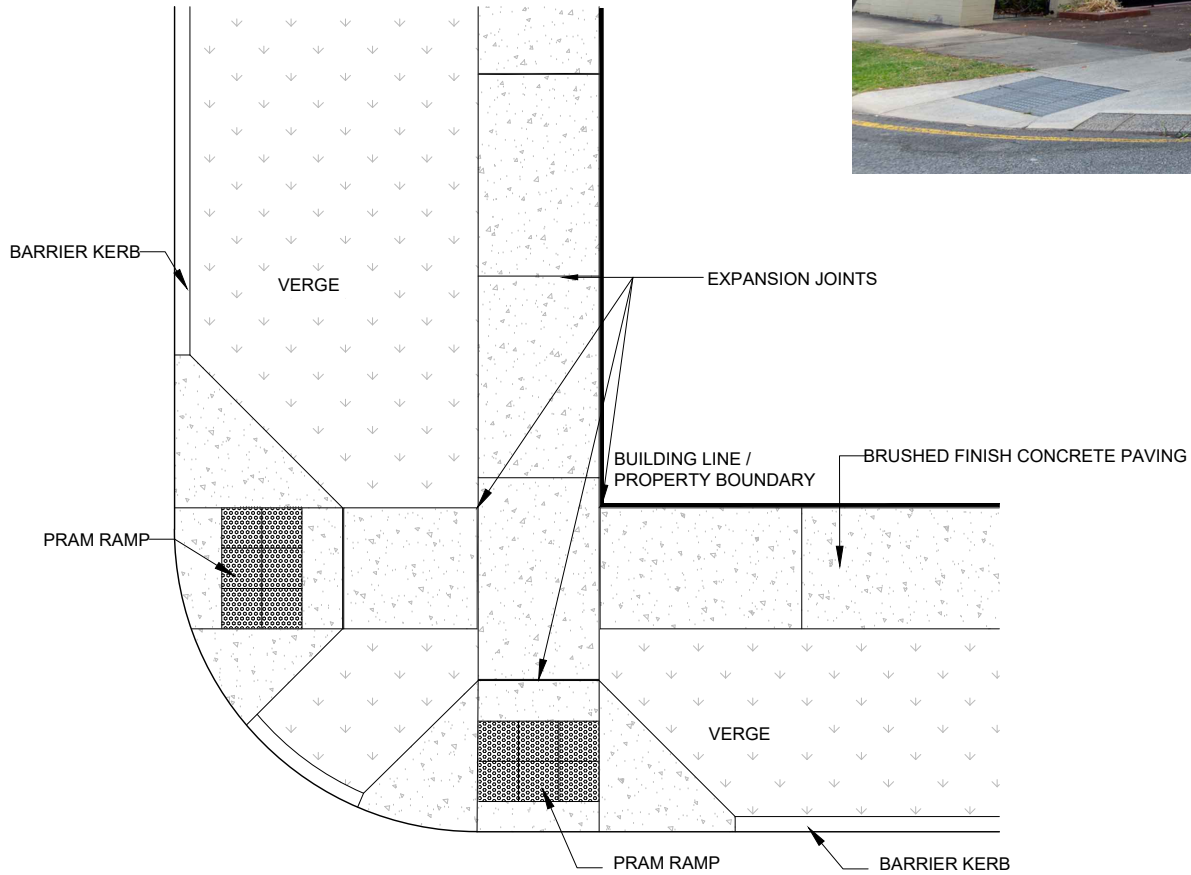 BARRIER KERB
VERGE
EXPANSION JOINTS
BUILDING LINE /
PROPERTY BOUNDARY
BRUSHED FINISH CONCRETE PAVING
PRAM RAMP
VERGE
PRAM RAMP
BARRIER KERB